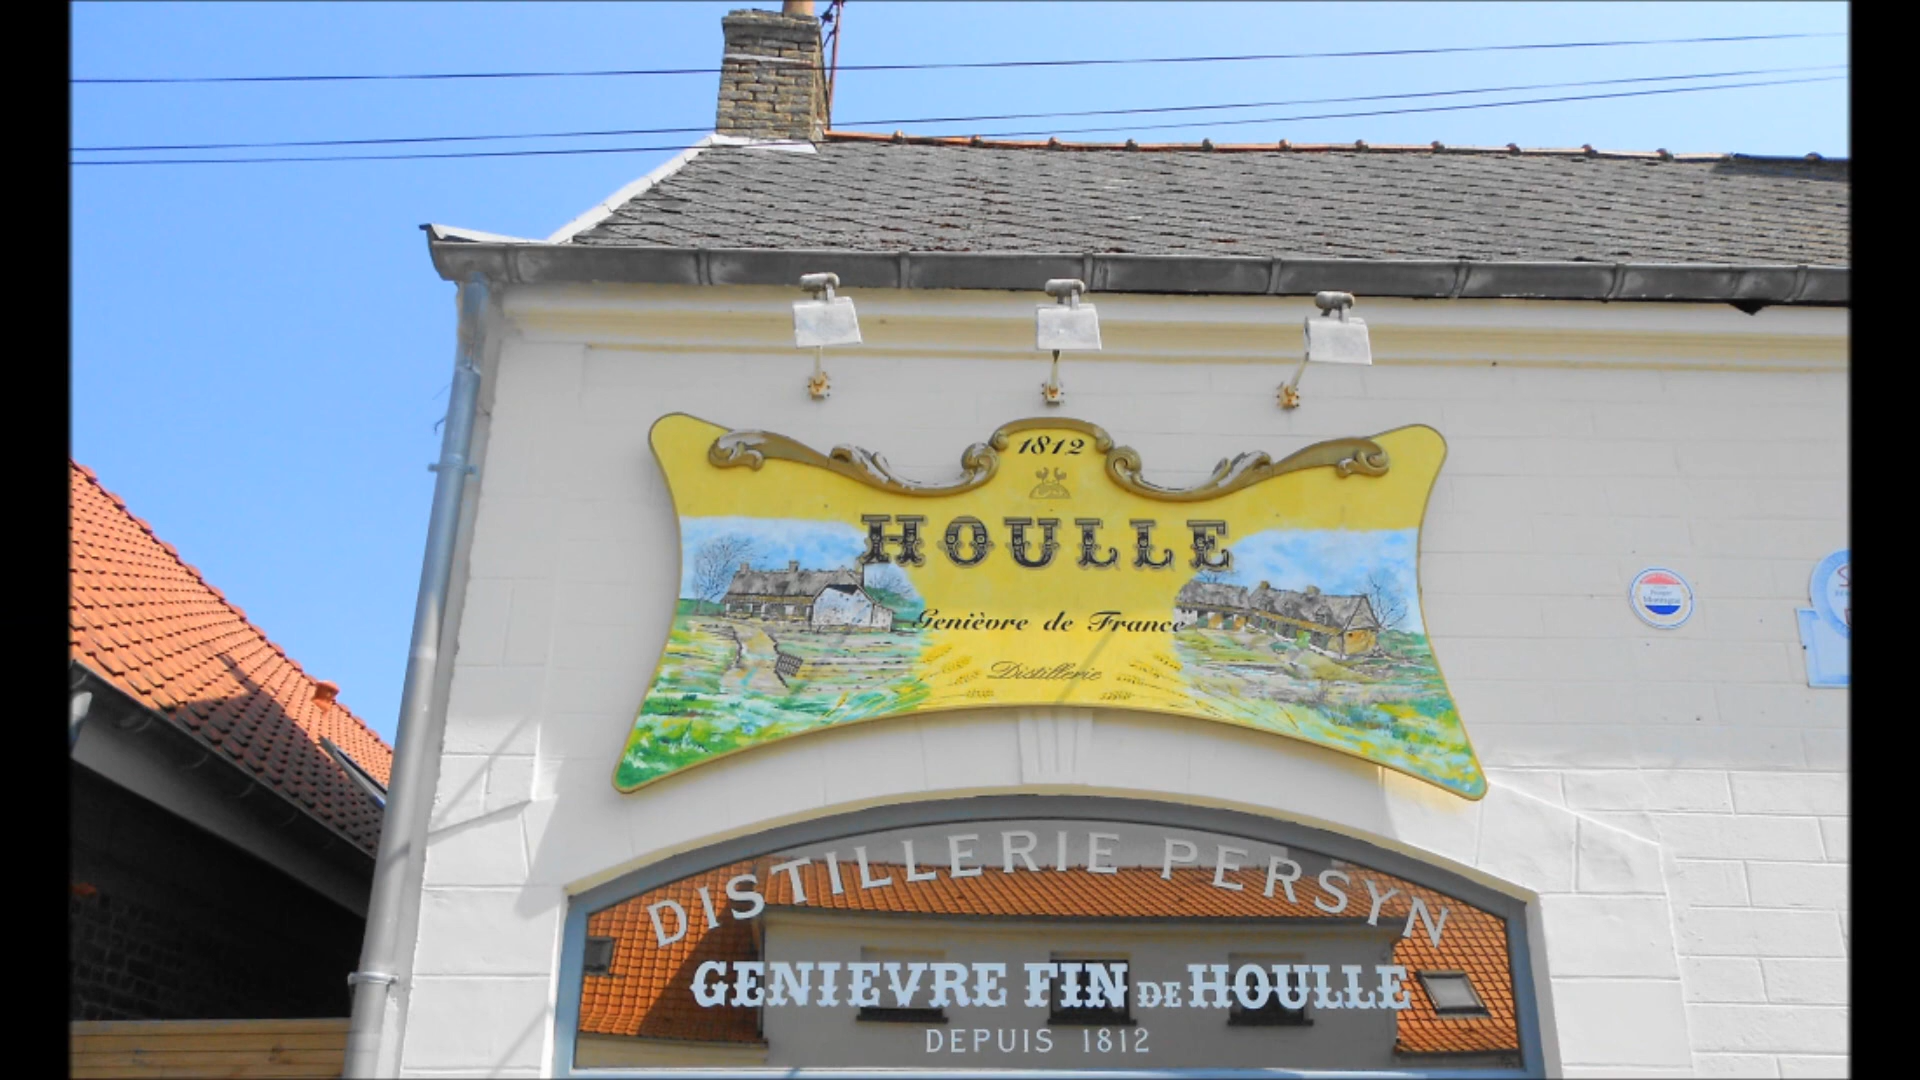 1812
HOULLE
Genièvre de France
Distillerie
DISTILLERIE PERSYN
GENIEVRE FIN DE HOULLE
DEPUIS 1812